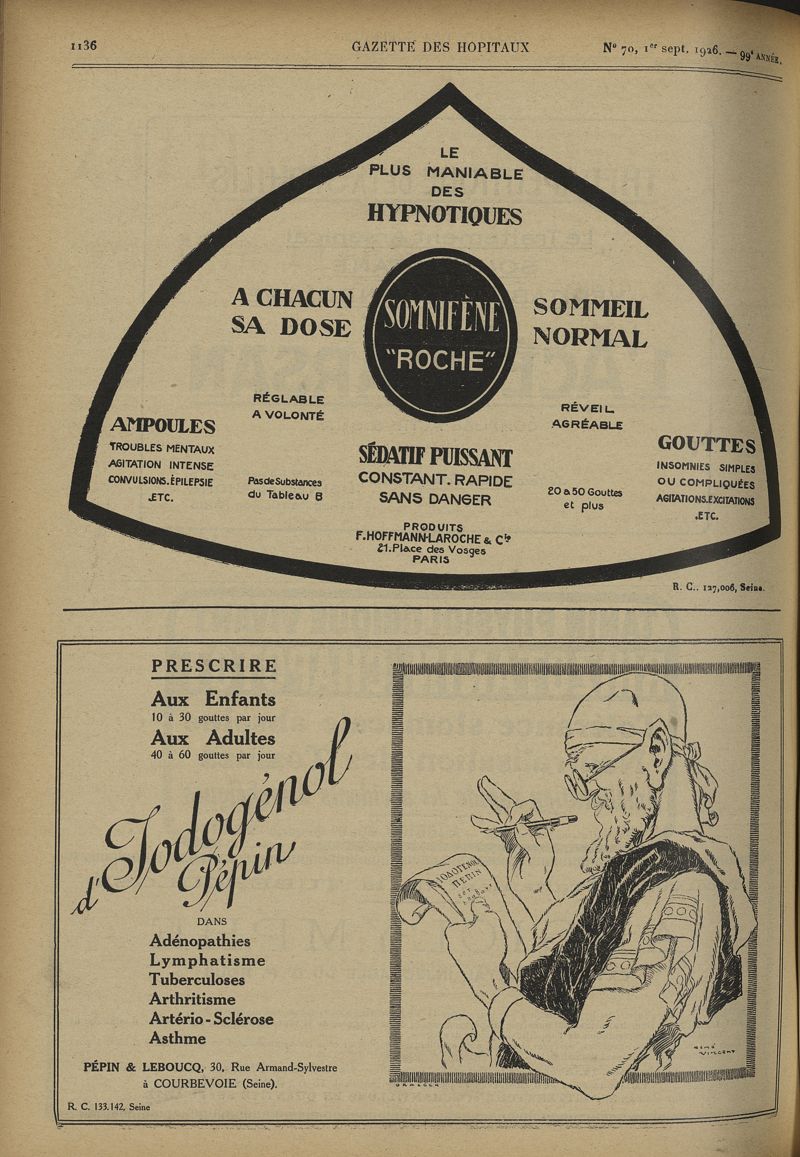 1136 GAZETTE DES HOPITAUX N° 70, 1er sept. 1926. — 99e ANNÉE.
LE
PLUS MANIABLE
DES
HYPNOTIQUES
A CHACUN
SA DOSE
SOMNIFÈNE
"ROCHE"
SOMMEIL
NORMAL
RÉGLABLE
A VOLONTÉ
RÉVEIL
AGRÉABLE
AMPOULES
TROUBLES MENTAUX
AGITATION INTENSE
CONVULSIONS.ÉPILEPSIE
.ETC.
Pas de Substances
du Tableau B
SÉDATIF PUISSANT
CONSTANT. RAPIDE
SANS DANGER
20 a 50 Gouttes
et plus
GOUTTES
INSOMNIES SIMPLES
OU COMPLIQUÉES
AGITATIONS.EXCITATIONS
.ETC.
PRODUITS
F.HOFFMANN-LAROCHE & Cie
21.Place des Vosges
PARIS
R. C.. 127,006, Seine.
PRESCRIRE
Aux Enfants
10 à 30 gouttes par jour
Aux Adultes
40 à 60 gouttes par jour
d'Iodogénol
Pépin
DANS
Adénopathies
Lymphatisme
Tuberculoses
Arthritisme
Artério-Sclérose
Asthme
PÉPIN & LEBOUCQ, 30, Rue Armand-Sylvestre
à COURBEVOIE (Seine).
R. C. 133.142, Seine
IODOGENOL
PEPIN
RENÉ
VINCENT